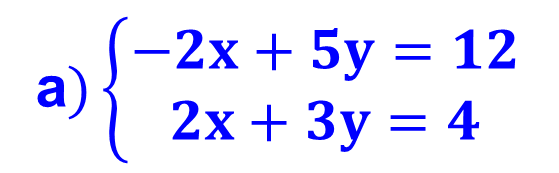 a) { −2x + 5y = 12
2x + 3y = 4